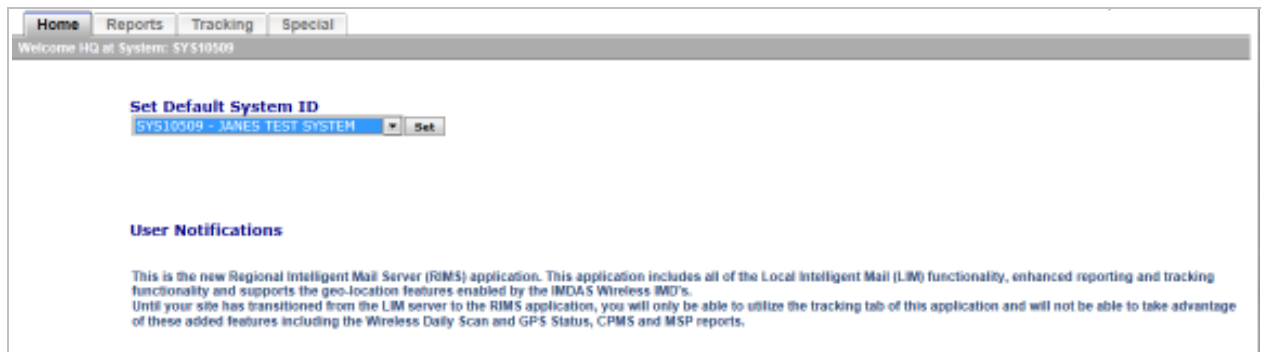 Home Reports Tracking Special
Welcome HQ at System: SYS10509
Set Default System ID
SYS10509 - JANES TEST SYSTEM Set
User Notifications
This is the new Regional Intelligent Mail Server (RIMS) application. This application includes all of the Local Intelligent Mail (LIM) functionality, enhanced reporting and tracking
functionality and supports the geo-location features enabled by the IMDAS Wireless IMD's.
Until your site has transitioned from the LIM server to the RIMS application, you will only be able to utilize the tracking tab of this application and will not be able to take advantage
of these added features including the Wireless Daily Scan and GPS Status, CPMS and MSP reports.